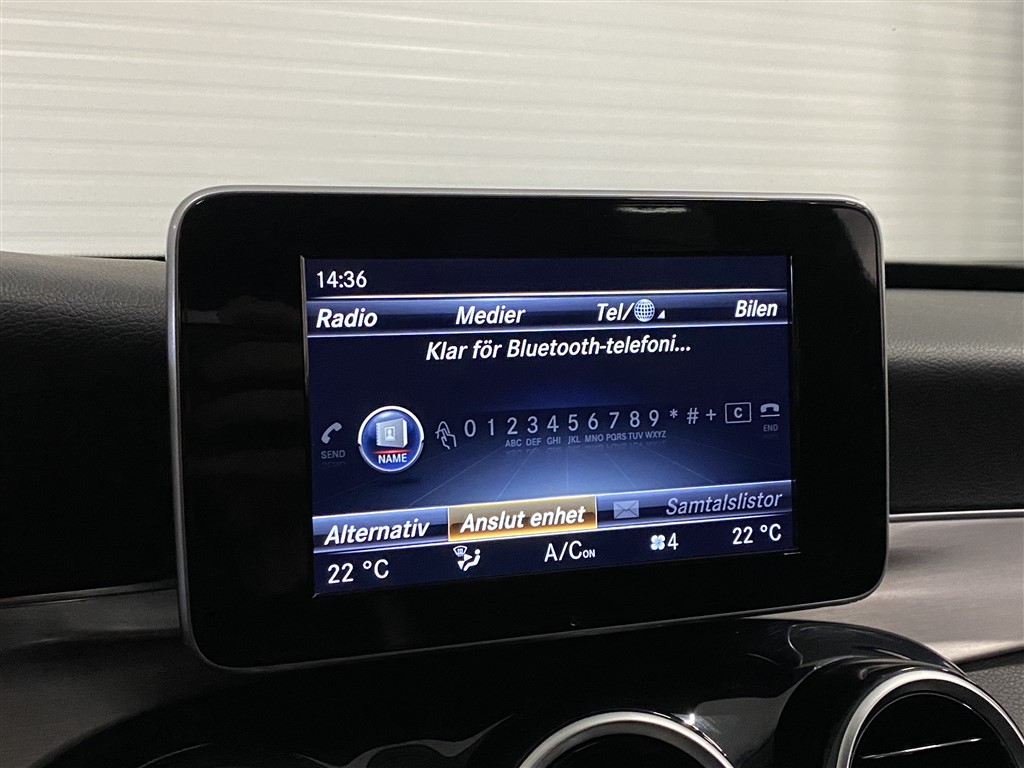 14:36
Radio Medier Tel/ Bilen
Klar för Bluetooth-telefoni...
0 1 2 3 4 5 6 7 8 9 * # + C
ABC DEF GHI JKL MNO PQRS TUV WXYZ
SEND NAME END
Alternativ Anslut enhet Samtalslistor
22 °C A/C ON 4 22 °C